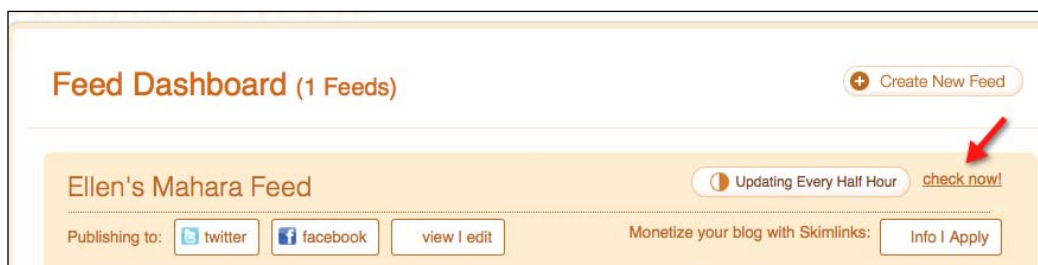 Feed Dashboard (1 Feeds)
Create New Feed
Ellen's Mahara Feed
Updating Every Half Hour
check now!
Publishing to: twitter facebook view I edit
Monetize your blog with Skimlinks: Info I Apply